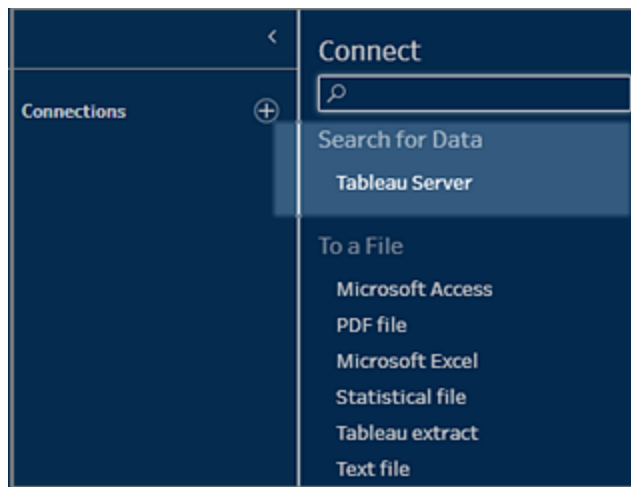 Connections
Connect
Search for Data
Tableau Server
To a File
Microsoft Access
PDF file
Microsoft Excel
Statistical file
Tableau extract
Text file